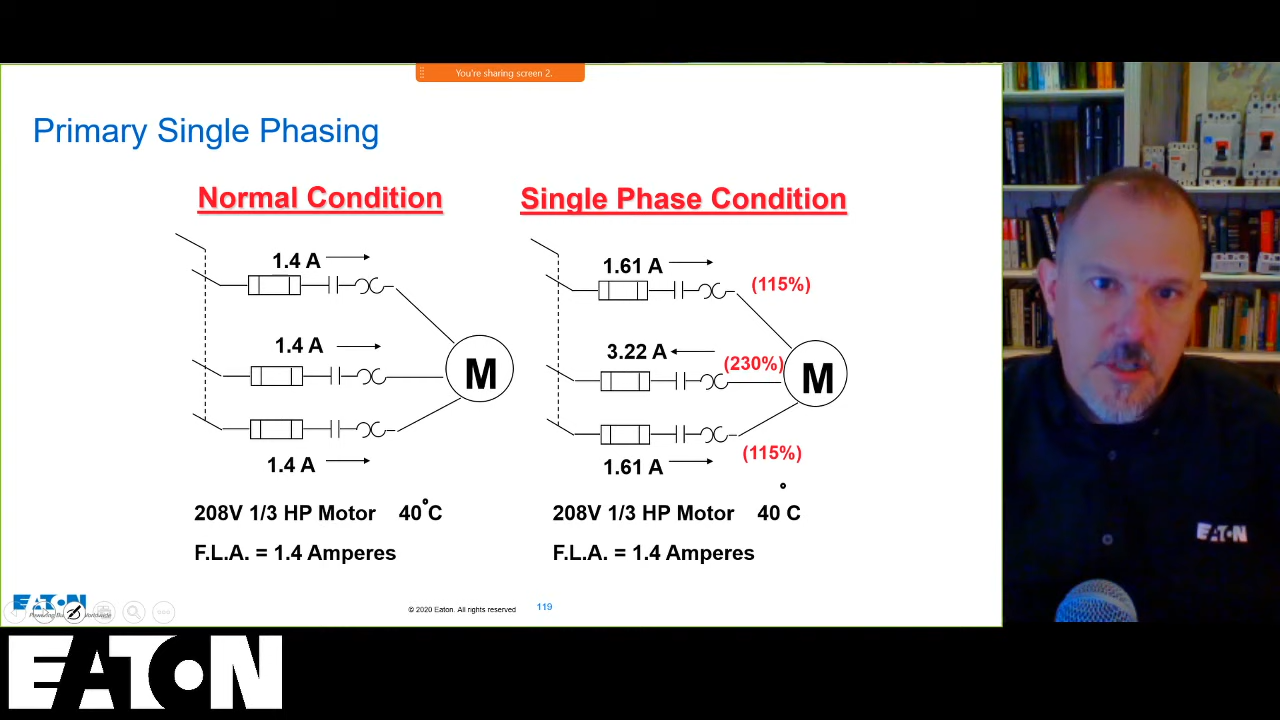 You're sharing screen 2.
Primary Single Phasing
Normal Condition
1.4 A
1.4 A
M
1.4 A
208V 1/3 HP Motor 40°C
F.L.A. = 1.4 Amperes
Single Phase Condition
1.61 A
(115%)
3.22 A
(230%)
M
(115%)
1.61 A
208V 1/3 HP Motor 40 °C
F.L.A. = 1.4 Amperes
EATON
© 2020 Eaton. All rights reserved
119
EATON
EATON